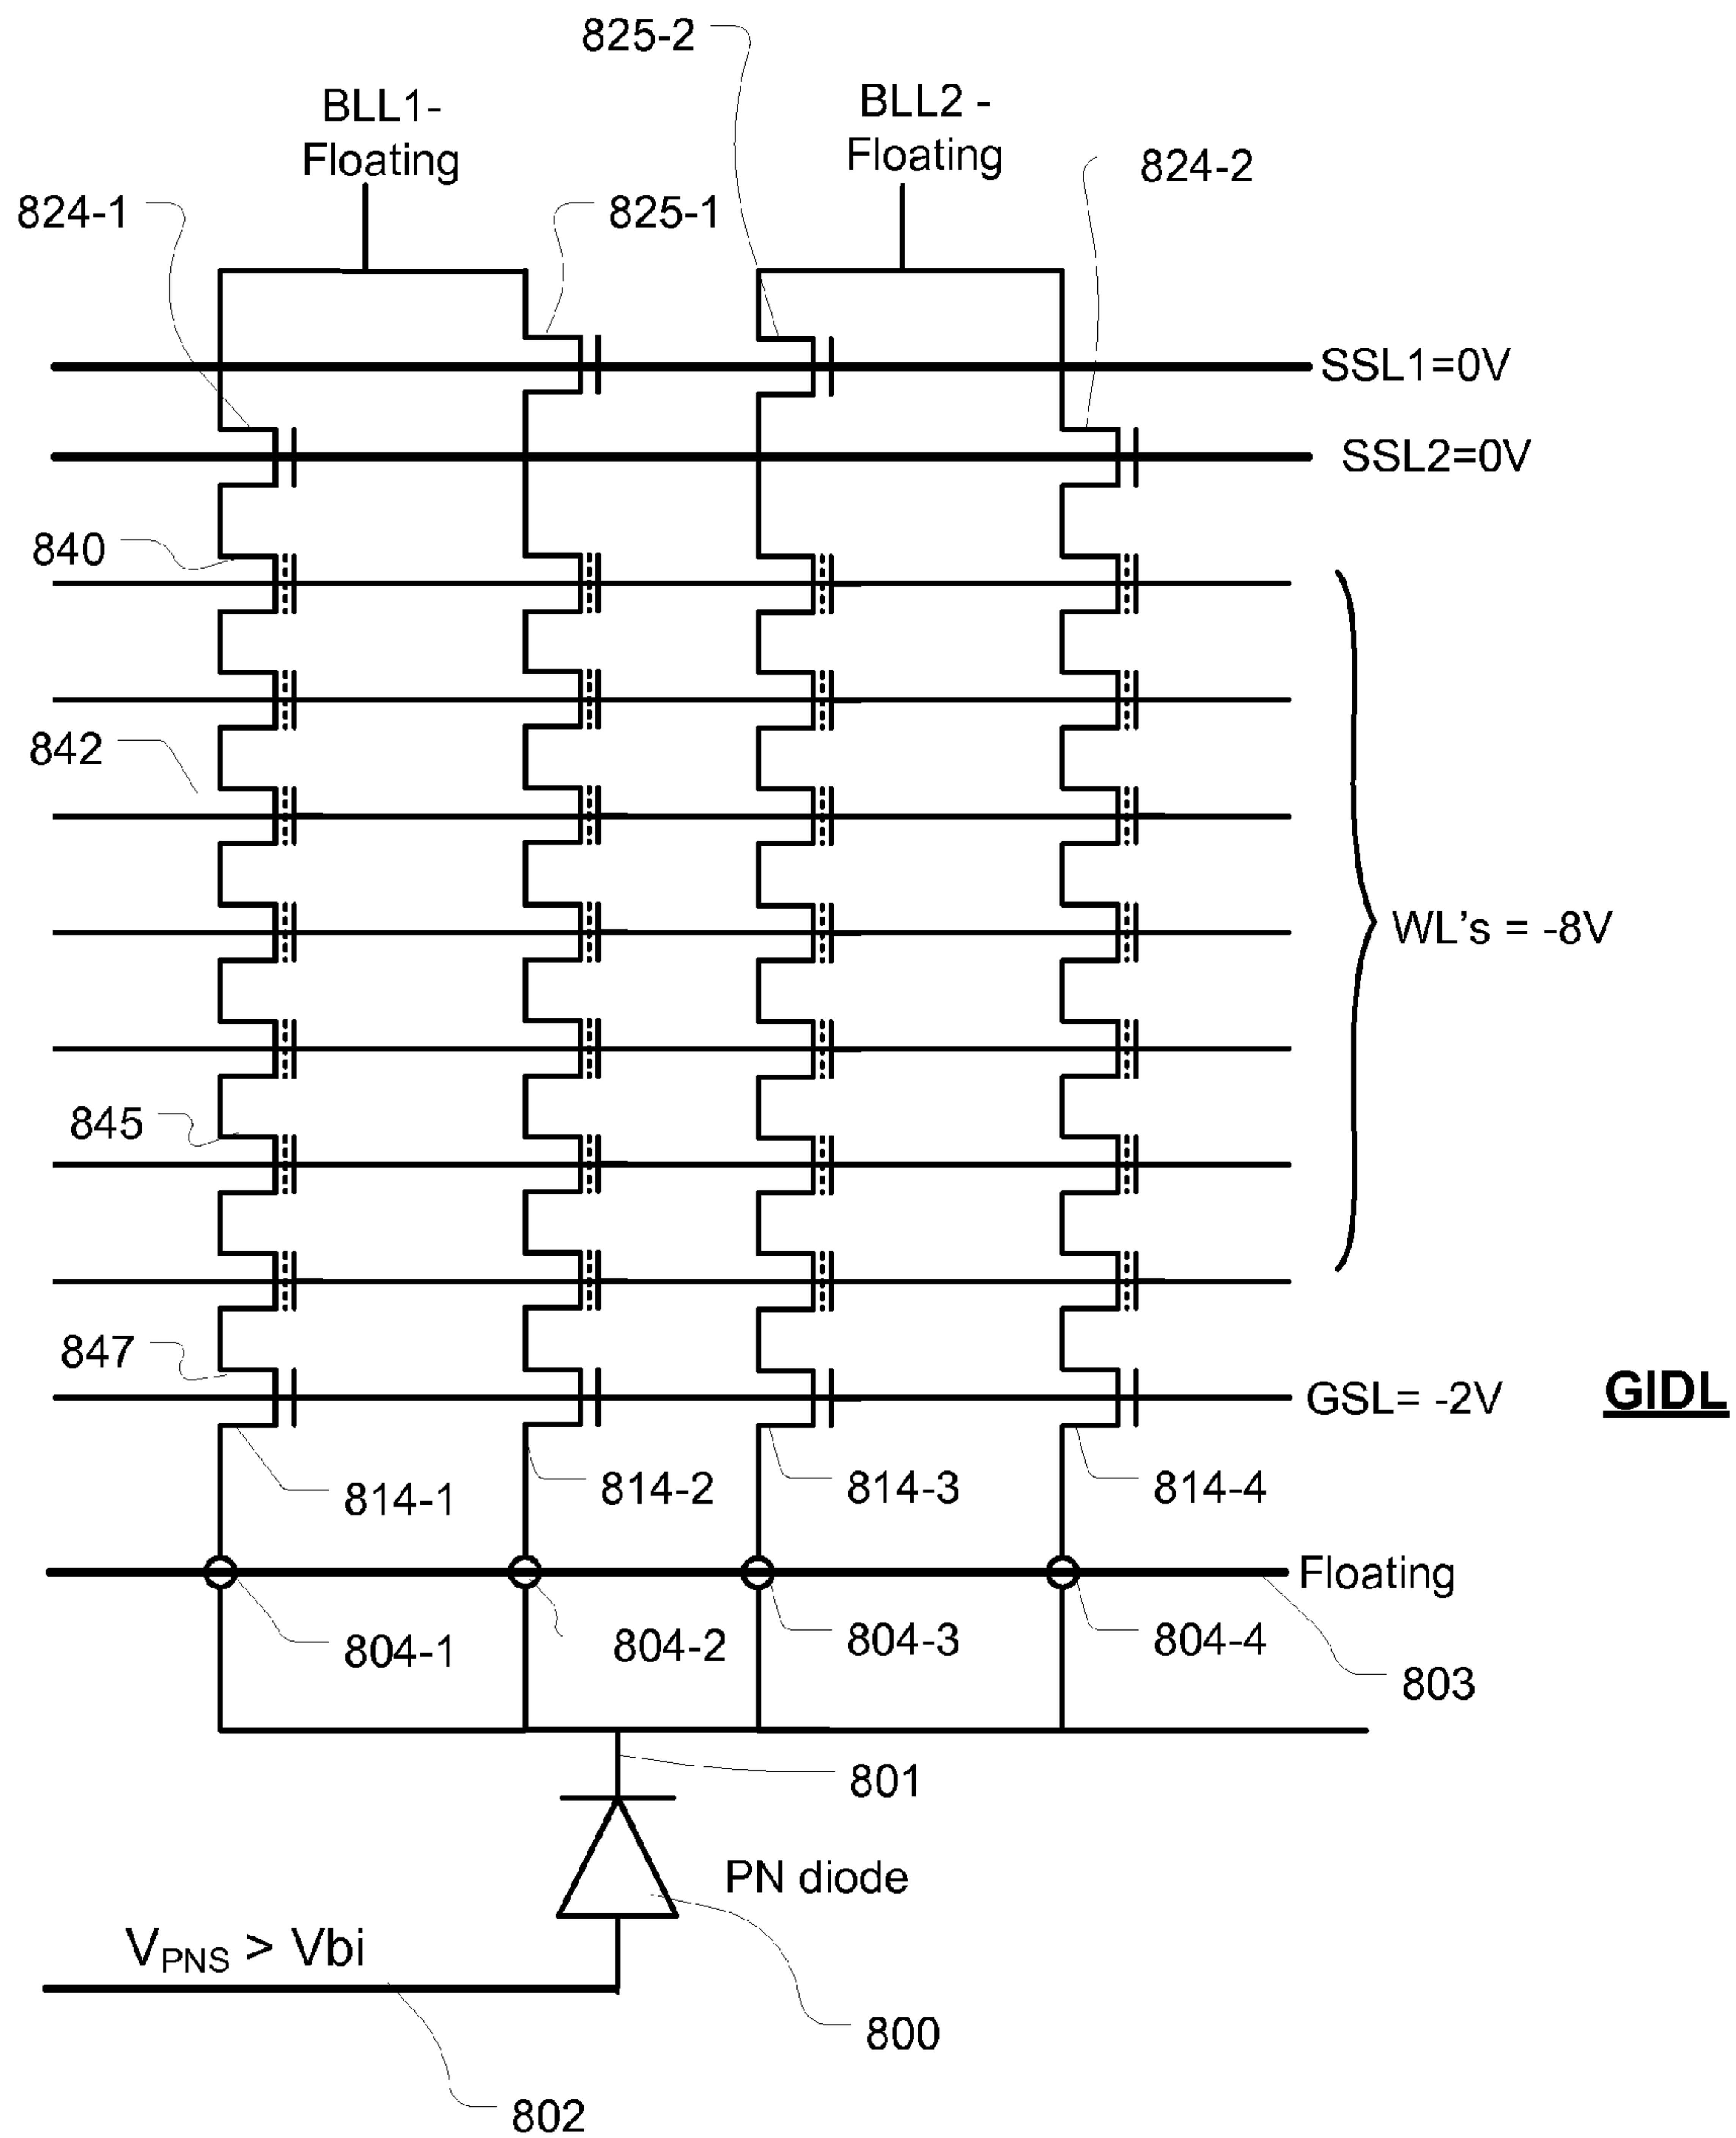 825-2
BLL1-
Floating
BLL2 -
Floating
824-1
825-1
824-2
SSL1=0V
SSL2=0V
840
842
WL's = -8V
845
847
GSL= -2V
GIDL
814-1
814-2
814-3
814-4
Floating
804-1
804-2
804-3
804-4
803
801
PN diode
VPNS > Vbi
800
802